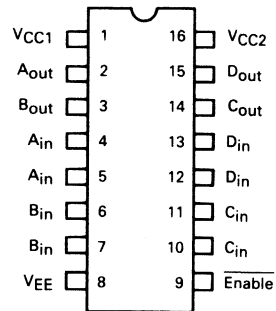 VCC1 1 16 VCC2
Aout 2 15 Dout
Bout 3 14 Cout
Ain 4 13 Din
Ain 5 12 Din
Bin 6 11 Cin
Bin 7 10 Cin
VEE 8 9 Enable